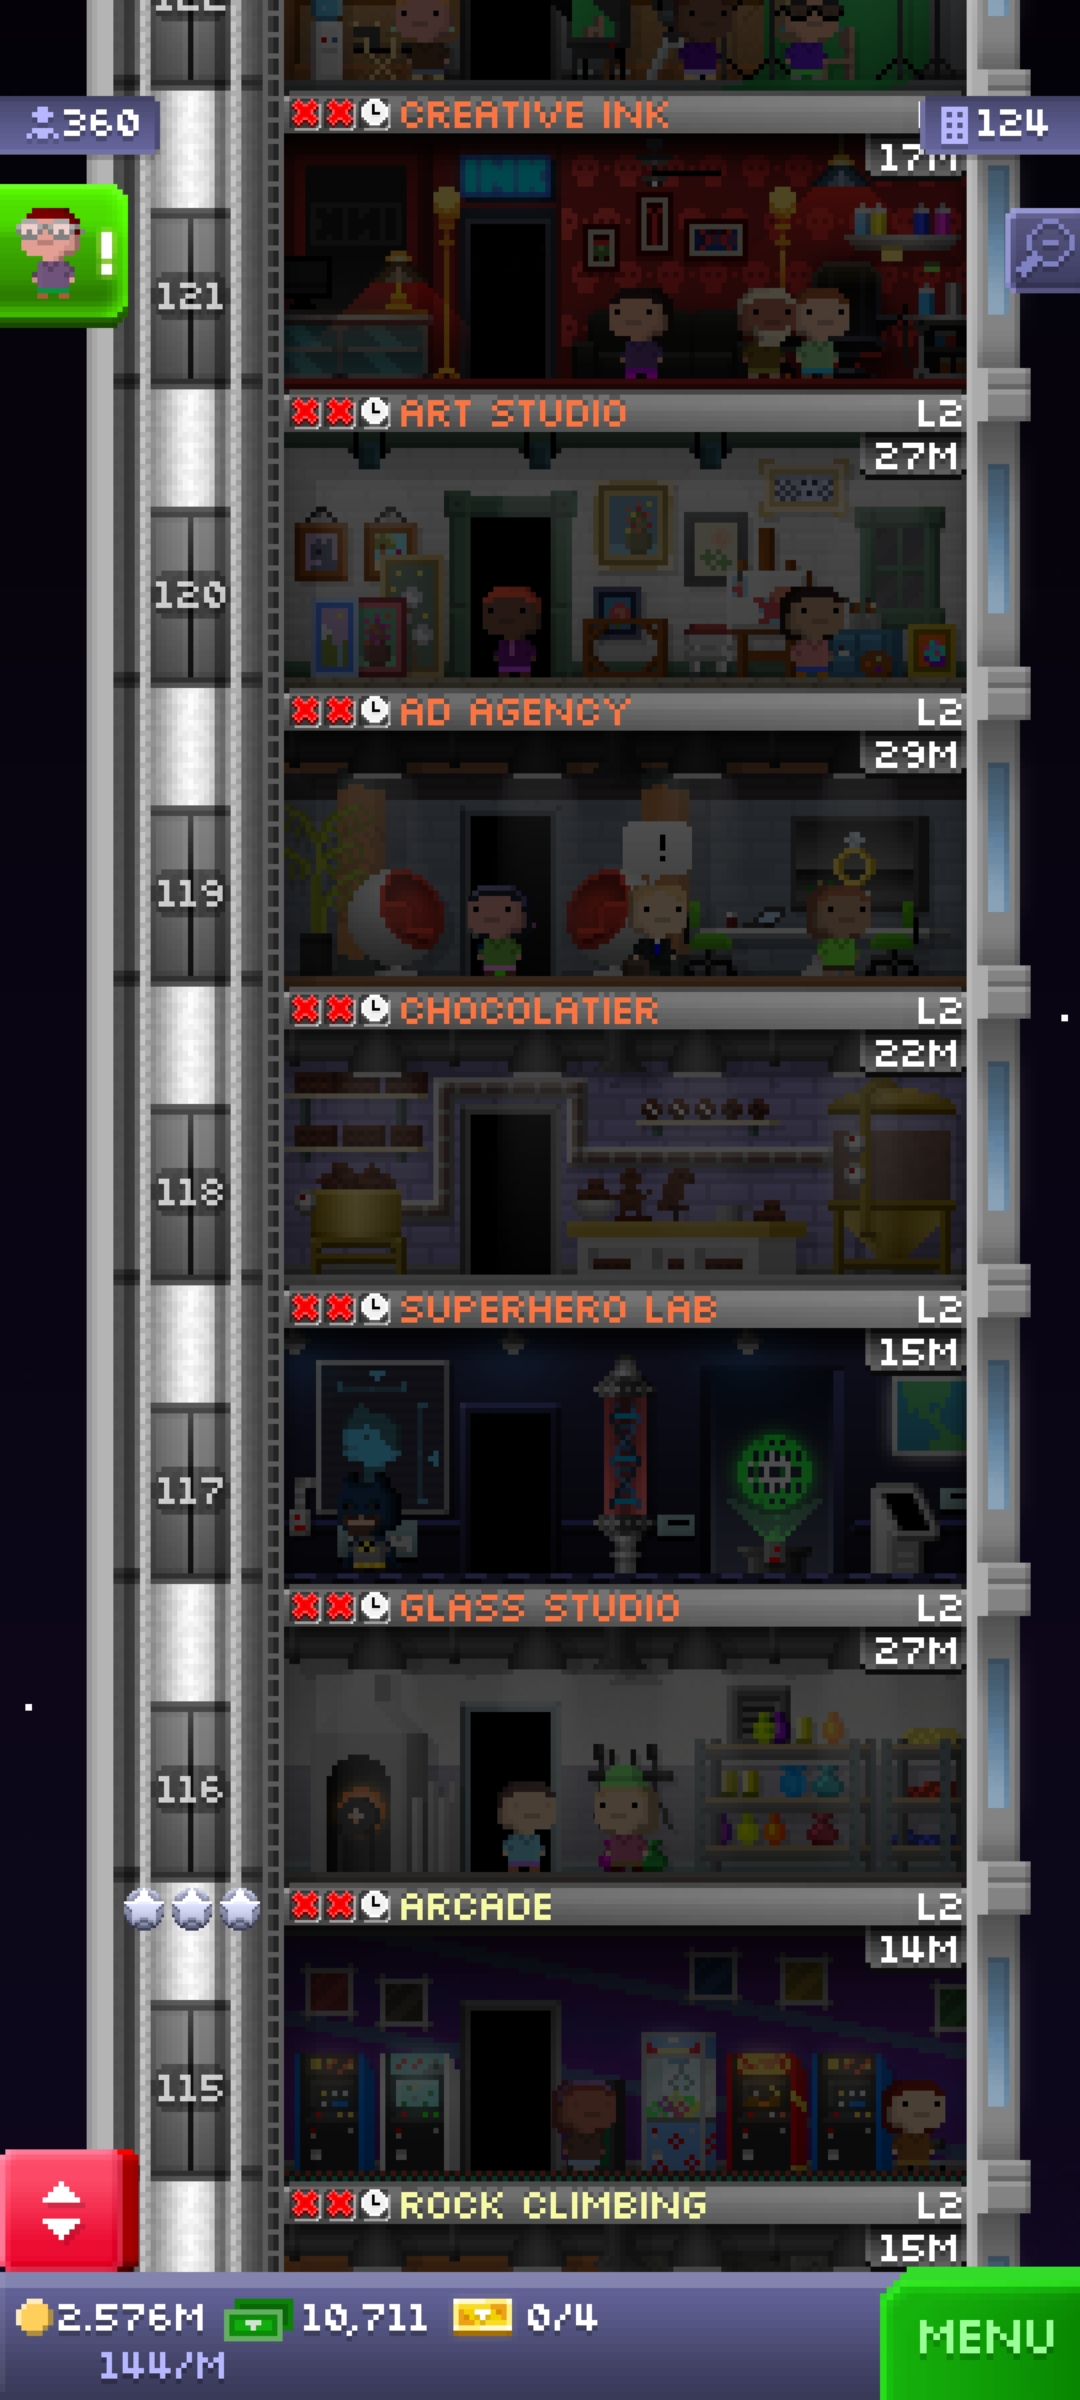 122
360
CREATIVE INK
124
17M
INK
!
121
ART STUDIO L2
27M
120
AD AGENCY L2
29M
!
119
CHOCOLATIER L2
22M
118
SUPERHERO LAB L2
15M
117
GLASS STUDIO L2
27M
116
ARCADE L2
14M
115
ROCK CLIMBING L2
15M
2.576M 10,711 0/4
144/M
MENU